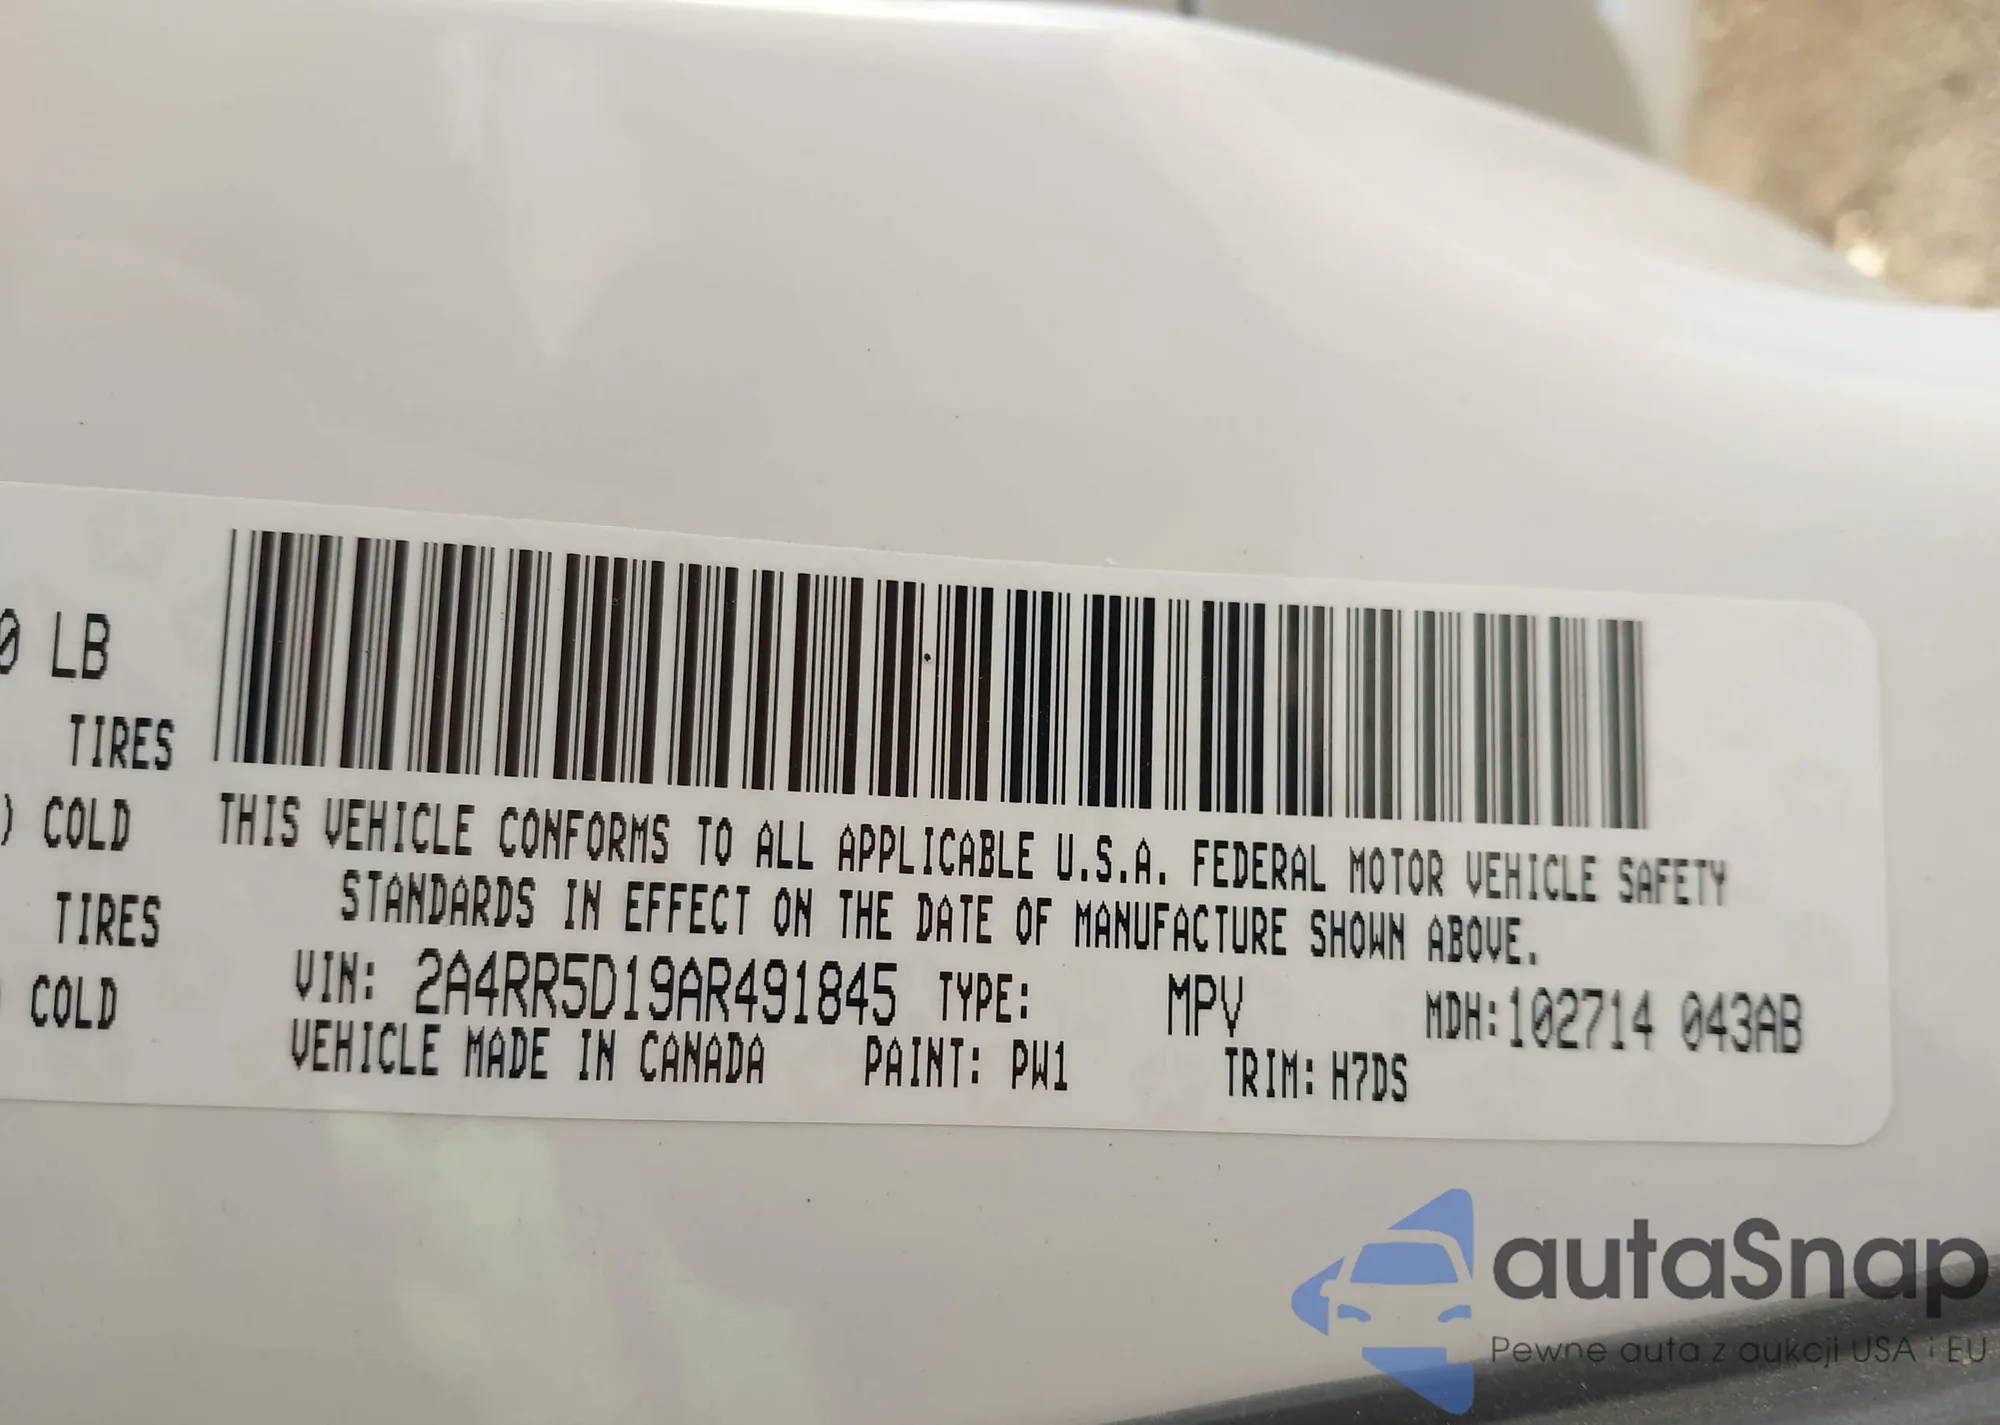 0 LB
TIRES
) COLD
TIRES
COLD
THIS VEHICLE CONFORMS TO ALL APPLICABLE U.S.A. FEDERAL MOTOR VEHICLE SAFETY
STANDARDS IN EFFECT ON THE DATE OF MANUFACTURE SHOWN ABOVE.
VIN: 2A4RR5D19AR491845 TYPE: MPV MDH:102714 043AB
VEHICLE MADE IN CANADA PAINT: PW1 TRIM: H7DS
autaSnap
Pewne auta z aukcji USA i EU